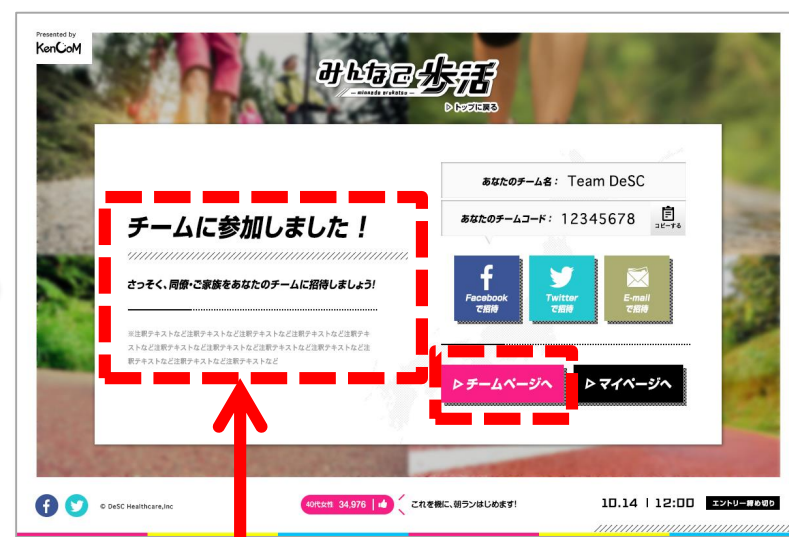 Presented by
KenCoM
みんなで歩活
— minnade arukatsu —
▷トップに戻る
チームに参加しました！
さっそく、同僚・ご家族をあなたのチームに招待しましょう!
※注釈テキストなど注釈テキストなど注釈テキストなど注釈テキストなど注釈テキ
ストなど注釈テキストなど注釈テキストなど注釈テキストなど注釈テキストなど注
釈テキストなど注釈テキストなど注釈テキストなど
あなたのチーム名： Team DeSC
あなたのチームコード： 12345678
コピーする
Facebook
で招待
Twitter
で招待
E-mail
で招待
▷チームページへ
▷マイページへ
© DeSC Healthcare,Inc
40代女性 34,976
これを機に、朝ランはじめます!
10.14 | 12:00
エントリー締め切り